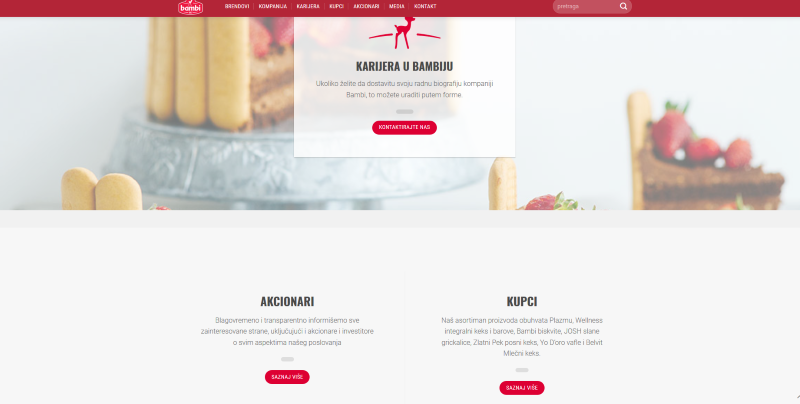 bambi
BRENDOVI KOMPANIJA KARIJERA KUPCI AKCIONARI MEDIA KONTAKT
pretraga
KARIJERA U BAMBIJU
Ukoliko želite da dostavitu svoju radnu biografiju kompaniji
Bambi, to možete uraditi putem forme.
KONTAKTIRAJTE NAS
AKCIONARI
Blagovremeno i transparentno informišemo sve
zainteresovane strane, uključujući i akcionare i investitore
o svim aspektima našeg poslovanja
SAZNAJ VIŠE
KUPCI
Naš asortiman proizvoda obuhvata Plazmu, Wellness
integralni keks i barove, Bambi biskvite, JOSH slane
grickalice, Zlatni Pek posni keks, Yo D'oro vafle i Belvit
Mlečni keks.
SAZNAJ VIŠE